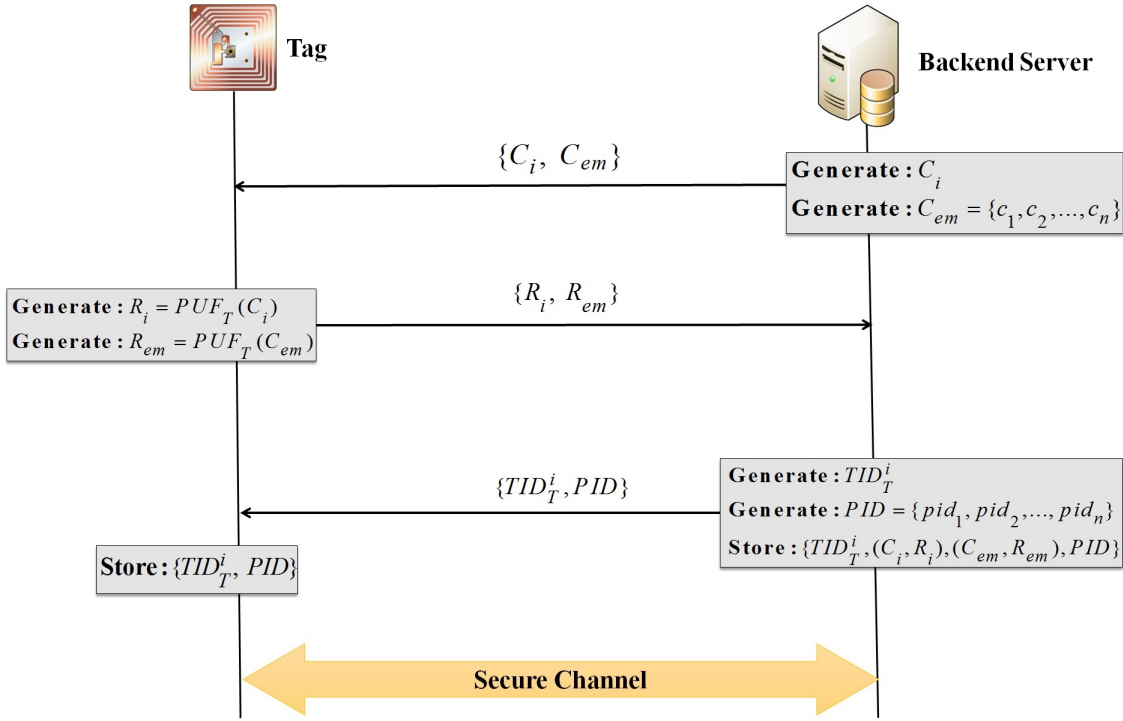 Tag
Backend Server
{C_i, C_em}
Generate: C_i
Generate: C_em = {c_1, c_2, ..., c_n}
Generate: R_i = PUF_T(C_i)
Generate: R_em = PUF_T(C_em)
{R_i, R_em}
{TID_T^i, PID}
Generate: TID_T^i
Generate: PID = {pid_1, pid_2, ..., pid_n}
Store: {TID_T^i, (C_i, R_i), (C_em, R_em), PID}
Store: {TID_T^i, PID}
Secure Channel